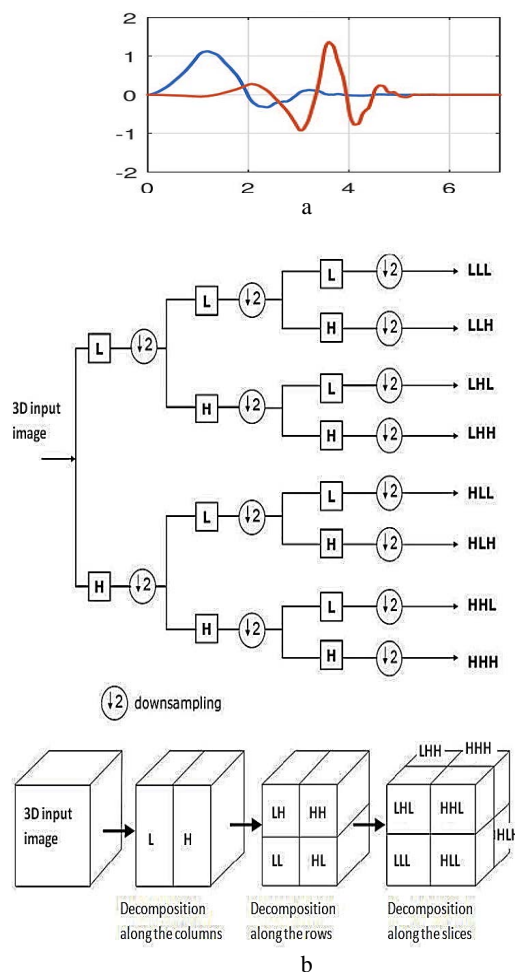 2
1
0
-1
-2
0 2 4 6
a
L ↓2 LLL
L ↓2
H ↓2 LLH
L ↓2
3D input
image
L ↓2 LHL
H ↓2
H ↓2 LHH
L ↓2 HLL
L ↓2
H ↓2 HLH
H ↓2
L ↓2 HHL
H ↓2
H ↓2 HHH
↓2 downsampling
LHH HHH
3D input
image
L H
LH HH
LL HL
LHL HHL
HLH
LLL HLL
Decomposition
along the columns
Decomposition
along the rows
Decomposition
along the slices
b